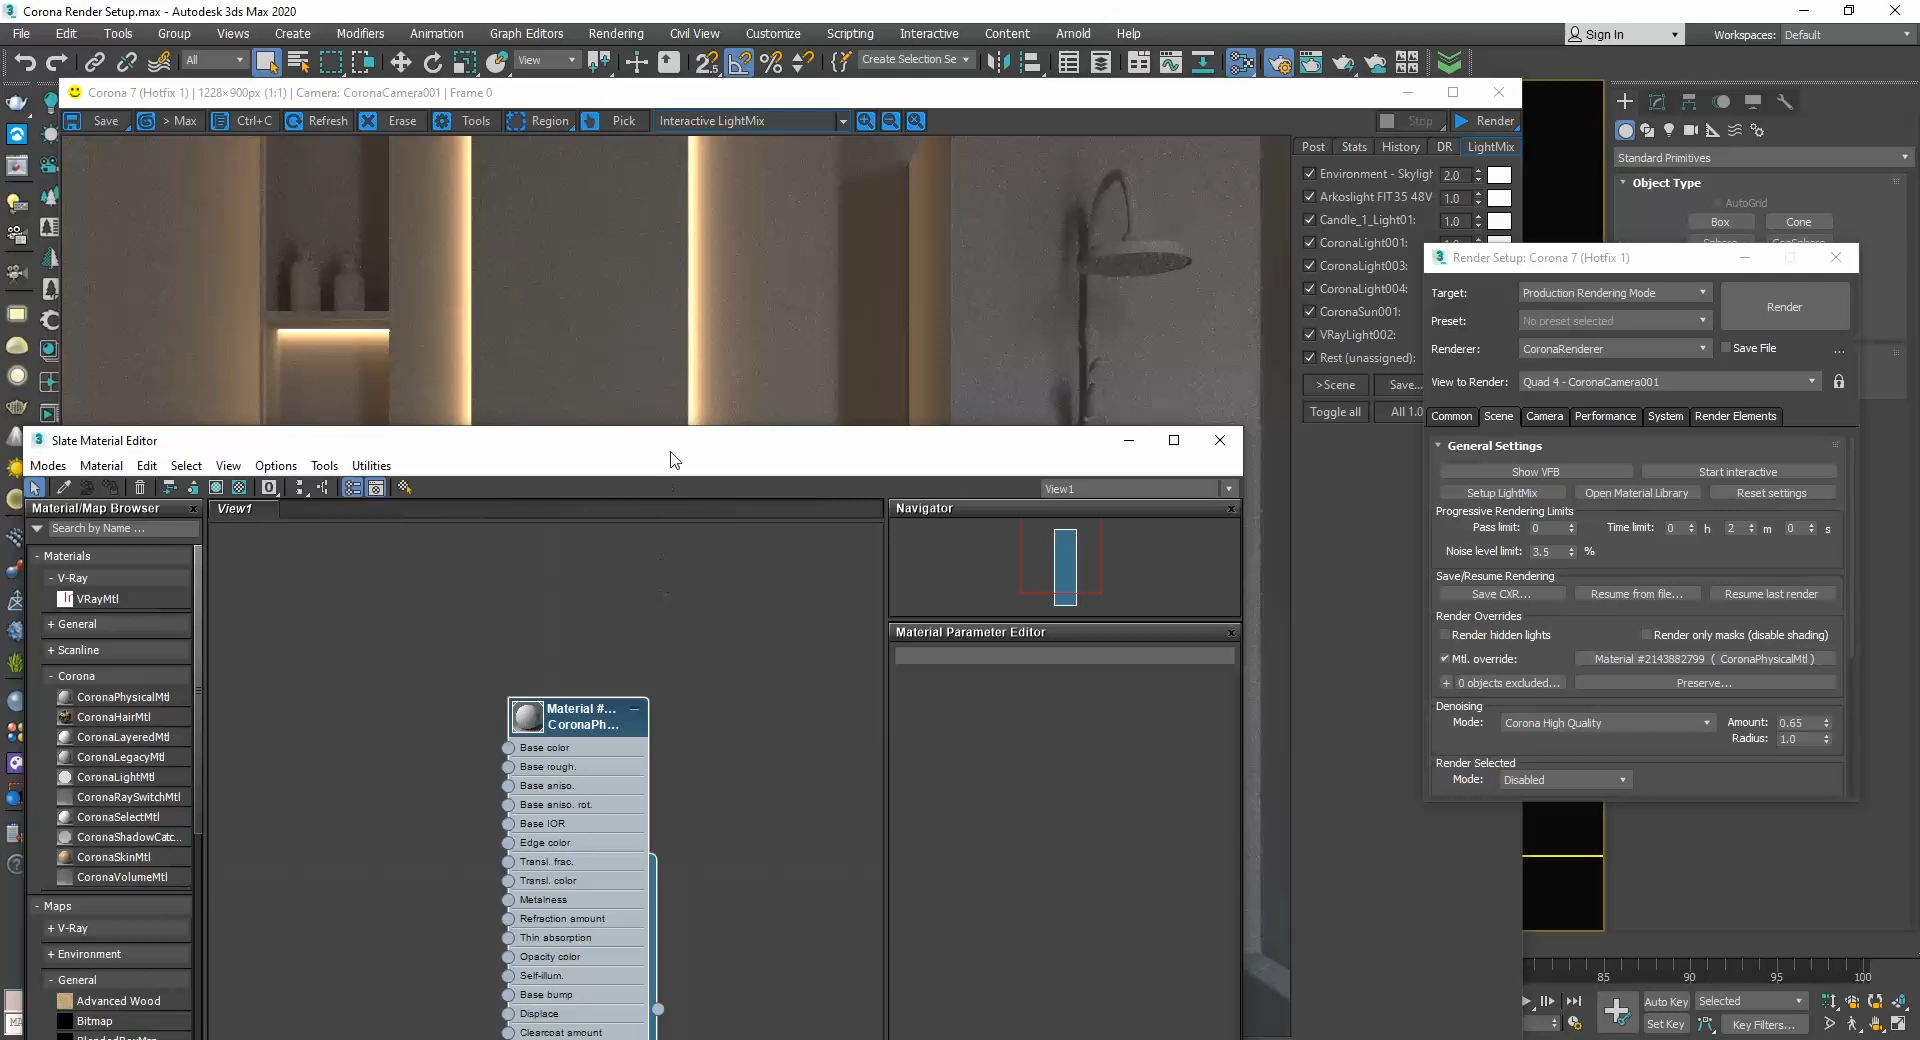 Corona Render Setup.max - Autodesk 3ds Max 2020
File Edit Tools Group Views Create Modifiers Animation Graph Editors Rendering Civil View Customize Scripting Interactive Content Arnold Help
Sign In Workspaces: Default
All View Create Selection Se
Corona 7 (Hotfix 1) | 1228×900px (1:1) | Camera: CoronaCamera001 | Frame 0
Save > Max Ctrl+C Refresh Erase Tools Region Pick Interactive LightMix Stop Render
Post Stats History DR LightMix
Environment - Skyligh 2.0
Arkoslight FIT35 48V 1.0
Candle_1_Light01: 1.0
CoronaLight001:
CoronaLight003:
CoronaLight004:
CoronaSun001:
VRayLight002:
Rest (unassigned):
>Scene Save...
Toggle all All 1.0
Standard Primitives
Object Type
AutoGrid
Box Cone
Render Setup: Corona 7 (Hotfix 1)
Target: Production Rendering Mode Render
Preset: No preset selected
Renderer: CoronaRenderer Save File ...
View to Render: Quad 4 - CoronaCamera001
Common Scene Camera Performance System Render Elements
General Settings
Show VFB Start interactive
Setup LightMix Open Material Library Reset settings
Progressive Rendering Limits
Pass limit: 0 Time limit: 0 h 2 m 0 s
Noise level limit: 3.5 %
Save/Resume Rendering
Save CXR... Resume from file... Resume last render
Render Overrides
Render hidden lights Render only masks (disable shading)
Mtl. override: Material #2143882799 ( CoronaPhysicalMtl )
+ 0 objects excluded... Preserve...
Denoising
Mode: Corona High Quality Amount: 0.65
Radius: 1.0
Render Selected
Mode: Disabled
Slate Material Editor
Modes Material Edit Select View Options Tools Utilities
View1
Material/Map Browser x View1 Navigator x
Search by Name ...
- Materials
- V-Ray
VRayMtl
+ General
+ Scanline
- Corona
CoronaPhysicalMtl
CoronaHairMtl
CoronaLayeredMtl
CoronaLegacyMtl
CoronaLightMtl
CoronaRaySwitchMtl
CoronaSelectMtl
CoronaShadowCatc...
CoronaSkinMtl
CoronaVolumeMtl
- Maps
+ V-Ray
+ Environment
- General
Advanced Wood
Bitmap
Material Parameter Editor x
Material #...
CoronaPh...
Base color
Base rough.
Base aniso.
Base aniso. rot.
Base IOR
Edge color
Transl. frac.
Transl. color
Metalness
Refraction amount
Thin absorption
Opacity color
Self-illum.
Base bump
Displace
Clearcoat amount
85 90 95 100
Auto Key Selected
Set Key Key Filters...